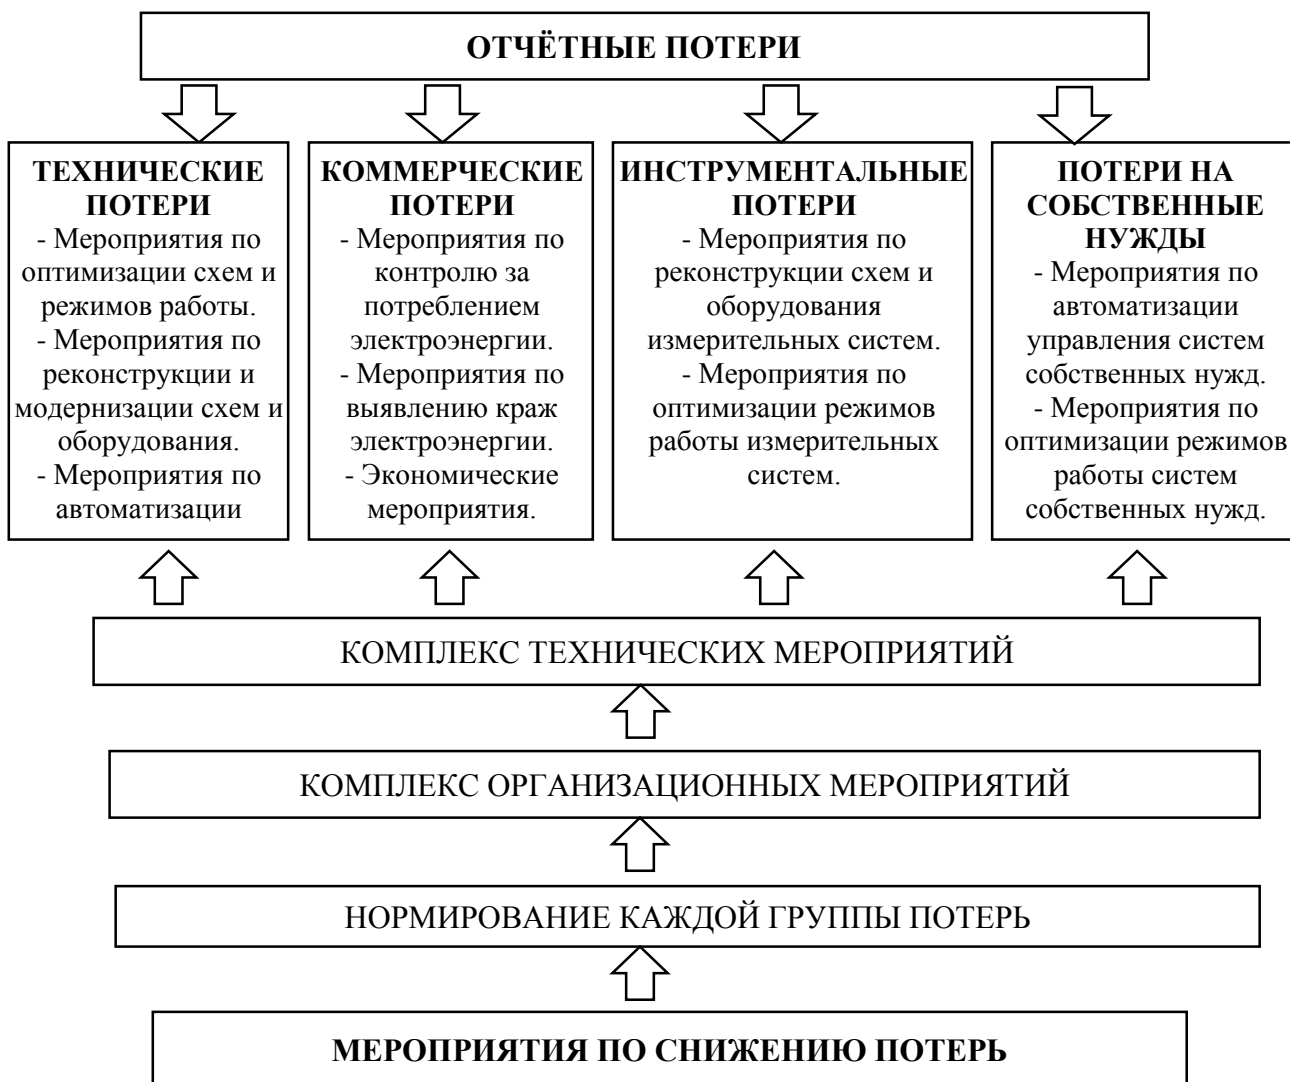 ОТЧЁТНЫЕ ПОТЕРИ
ТЕХНИЧЕСКИЕ
ПОТЕРИ
- Мероприятия по
оптимизации схем и
режимов работы.
- Мероприятия по
реконструкции и
модернизации схем и
оборудования.
- Мероприятия по
автоматизации
КОММЕРЧЕСКИЕ
ПОТЕРИ
- Мероприятия по
контролю за
потреблением
электроэнергии.
- Мероприятия по
выявлению краж
электроэнергии.
- Экономические
мероприятия.
ИНСТРУМЕНТАЛЬНЫЕ
ПОТЕРИ
- Мероприятия по
реконструкции схем и
оборудования
измерительных систем.
- Мероприятия по
оптимизации режимов
работы измерительных
систем.
ПОТЕРИ НА
СОБСТВЕННЫЕ
НУЖДЫ
- Мероприятия по
автоматизации
управления систем
собственных нужд.
- Мероприятия по
оптимизации режимов
работы систем
собственных нужд.
КОМПЛЕКС ТЕХНИЧЕСКИХ МЕРОПРИЯТИЙ
КОМПЛЕКС ОРГАНИЗАЦИОННЫХ МЕРОПРИЯТИЙ
НОРМИРОВАНИЕ КАЖДОЙ ГРУППЫ ПОТЕРЬ
МЕРОПРИЯТИЯ ПО СНИЖЕНИЮ ПОТЕРЬ